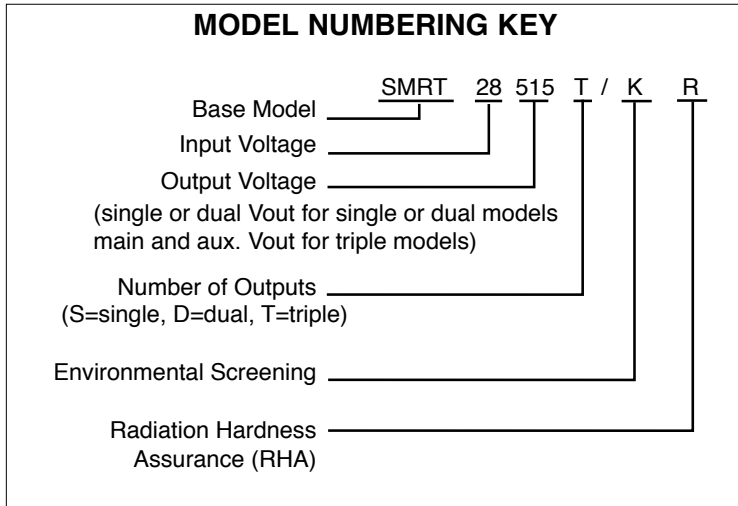 MODEL NUMBERING KEY
SMRT 28 515 T / K R
Base Model
Input Voltage
Output Voltage
(single or dual Vout for single or dual models
main and aux. Vout for triple models)
Number of Outputs
(S=single, D=dual, T=triple)
Environmental Screening
Radiation Hardness
Assurance (RHA)